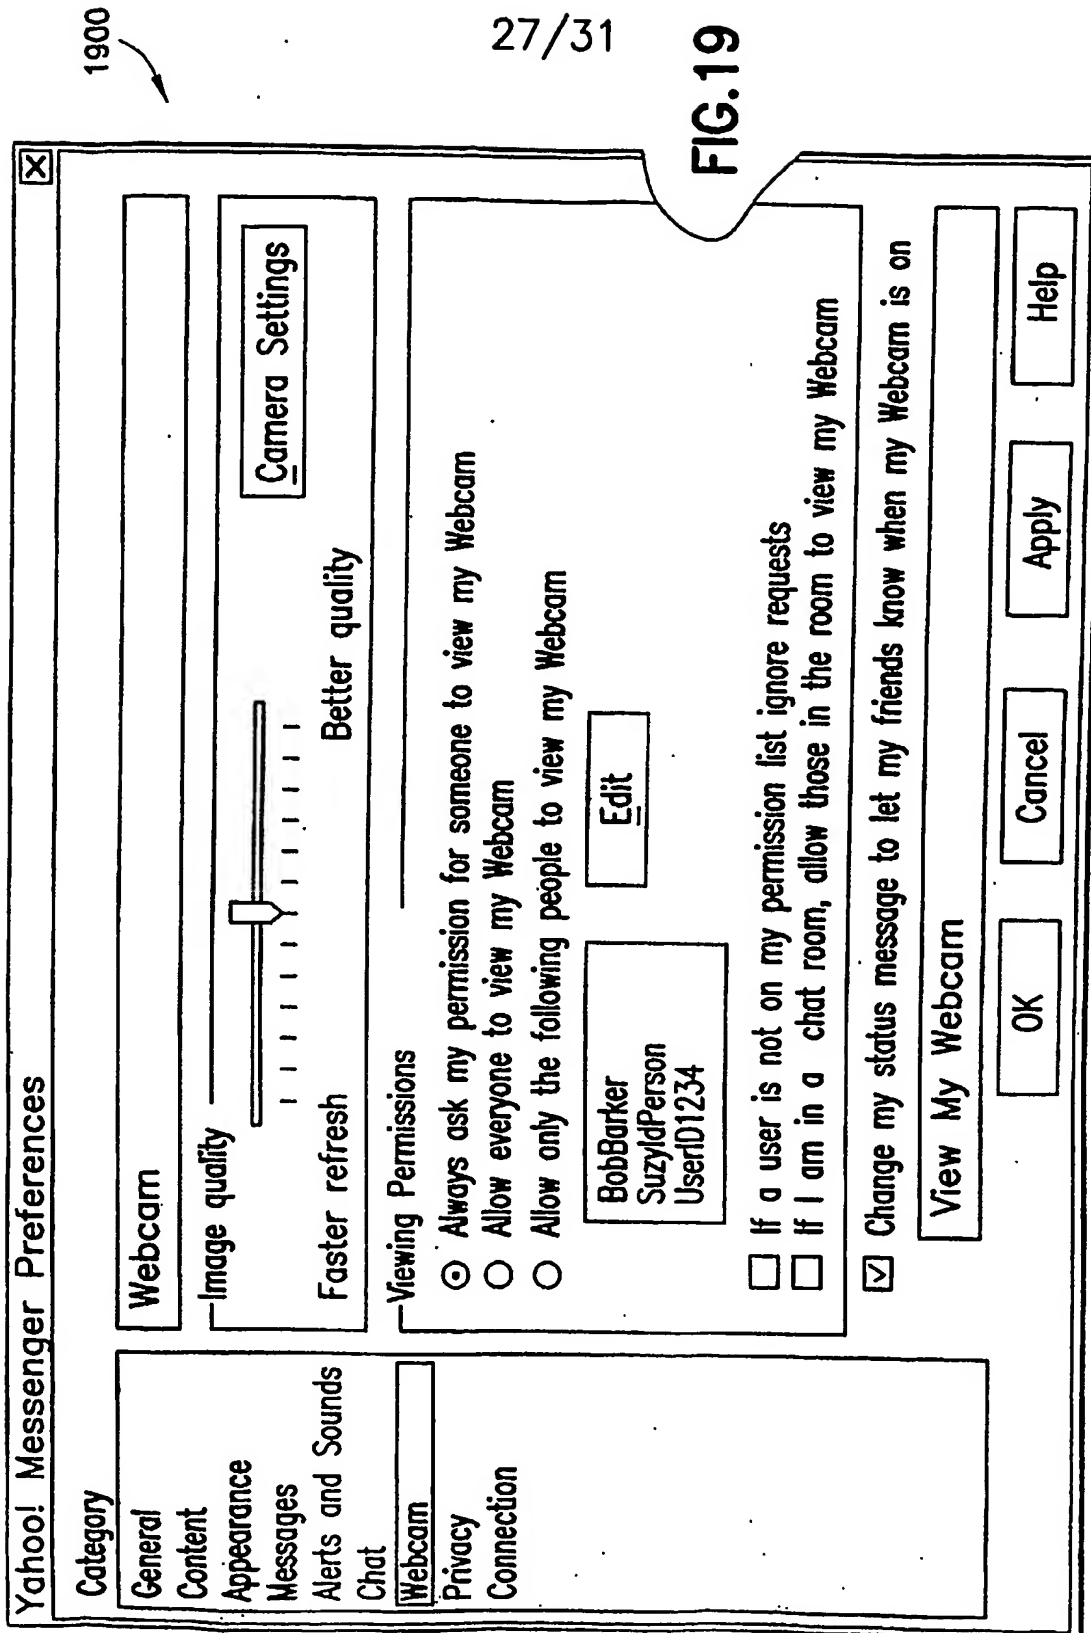 27/31
1900
Yahoo! Messenger Preferences
Category
General
Content
Appearance
Messages
Alerts and Sounds
Chat
Webcam
Privacy
Connection
Webcam
Image quality
Faster refresh
Better quality
Camera Settings
Viewing Permissions
Always ask my permission for someone to view my Webcam
Allow everyone to view my Webcam
Allow only the following people to view my Webcam
BobBarker
SuzyIdPerson
UserID1234
Edit
If a user is not on my permission list ignore requests
If I am in a chat room, allow those in the room to view my Webcam
Change my status message to let my friends know when my Webcam is on
View My Webcam
OK
Cancel
Apply
Help
FIG.19